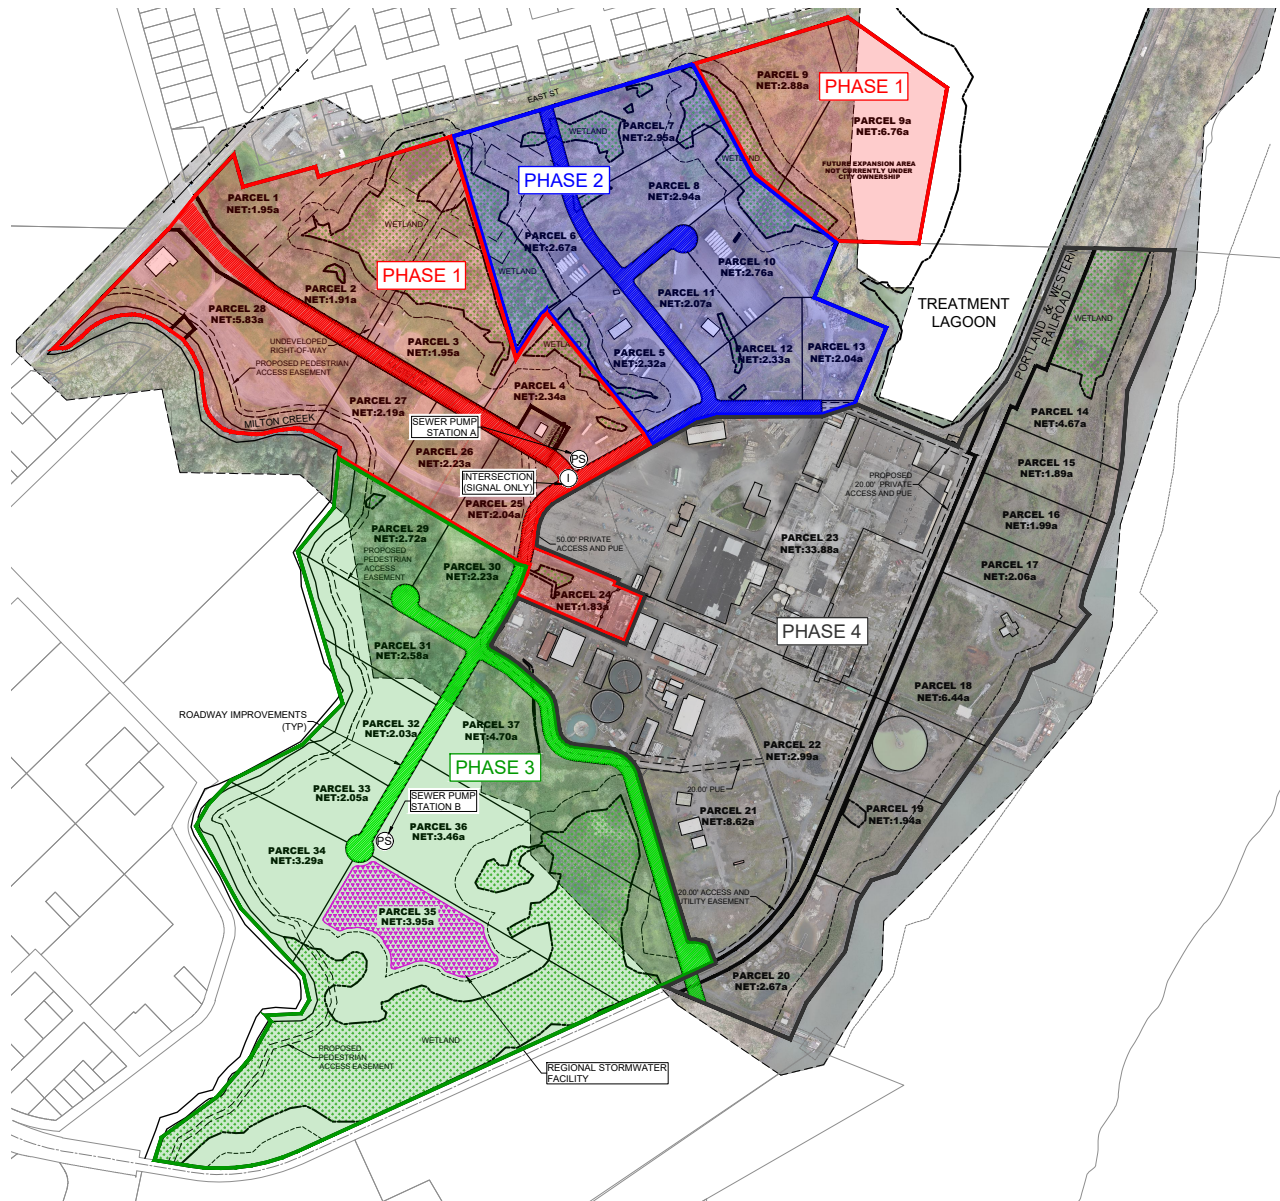 EAST ST
PARCEL 9
NET:2.88a
PHASE 1
PARCEL 9a
NET:6.76a
FUTURE EXPANSION AREA
NOT CURRENTLY UNDER
CITY OWNERSHIP
WETLAND
PARCEL 7
NET:2.95a
WETLAND
PHASE 2
PARCEL 8
NET:2.94a
PARCEL 1
NET:1.95a
WETLAND
PARCEL 6
NET:2.67a
WETLAND
PARCEL 10
NET:2.76a
PHASE 1
PARCEL 2
NET:1.91a
PARCEL 11
NET:2.07a
PARCEL 28
NET:5.83a
TREATMENT
LAGOON
PORTLAND & WESTERN
RAILROAD
WETLAND
UNDEVELOPED
RIGHT-OF-WAY
PARCEL 3
NET:1.95a
WETLAND
PARCEL 5
NET:2.32a
PARCEL 12
NET:2.33a
PARCEL 13
NET:2.04a
PROPOSED PEDESTRIAN
ACCESS EASEMENT
PARCEL 4
NET:2.34a
PARCEL 27
NET:2.19a
MILTON CREEK
SEWER PUMP
STATION A
PARCEL 14
NET:4.67a
PARCEL 26
NET:2.23a
PS
INTERSECTION
(SIGNAL ONLY)
I
PARCEL 15
NET:1.89a
PROPOSED
20.00' PRIVATE
ACCESS AND PUE
PARCEL 25
NET:2.04a
PARCEL 16
NET:1.99a
PARCEL 29
NET:2.72a
50.00' PRIVATE
ACCESS AND PUE
PARCEL 23
NET:33.88a
PROPOSED
PEDESTRIAN
ACCESS
EASEMENT
PARCEL 30
NET:2.23a
PARCEL 17
NET:2.06a
PARCEL 24
NET:1.83a
PHASE 4
PARCEL 31
NET:2.58a
PARCEL 18
NET:6.44a
ROADWAY IMPROVEMENTS
(TYP)
PARCEL 32
NET:2.03a
PARCEL 37
NET:4.70a
PARCEL 22
NET:2.99a
PHASE 3
20.00' PUE
PARCEL 33
NET:2.05a
SEWER PUMP
STATION B
PARCEL 21
NET:8.62a
PARCEL 19
NET:1.94a
PARCEL 36
NET:3.46a
PS
PARCEL 34
NET:3.29a
20.00' ACCESS AND
UTILITY EASEMENT
PARCEL 35
NET:3.95a
PARCEL 20
NET:2.67a
WETLAND
PROPOSED
PEDESTRIAN
ACCESS EASEMENT
REGIONAL STORMWATER
FACILITY